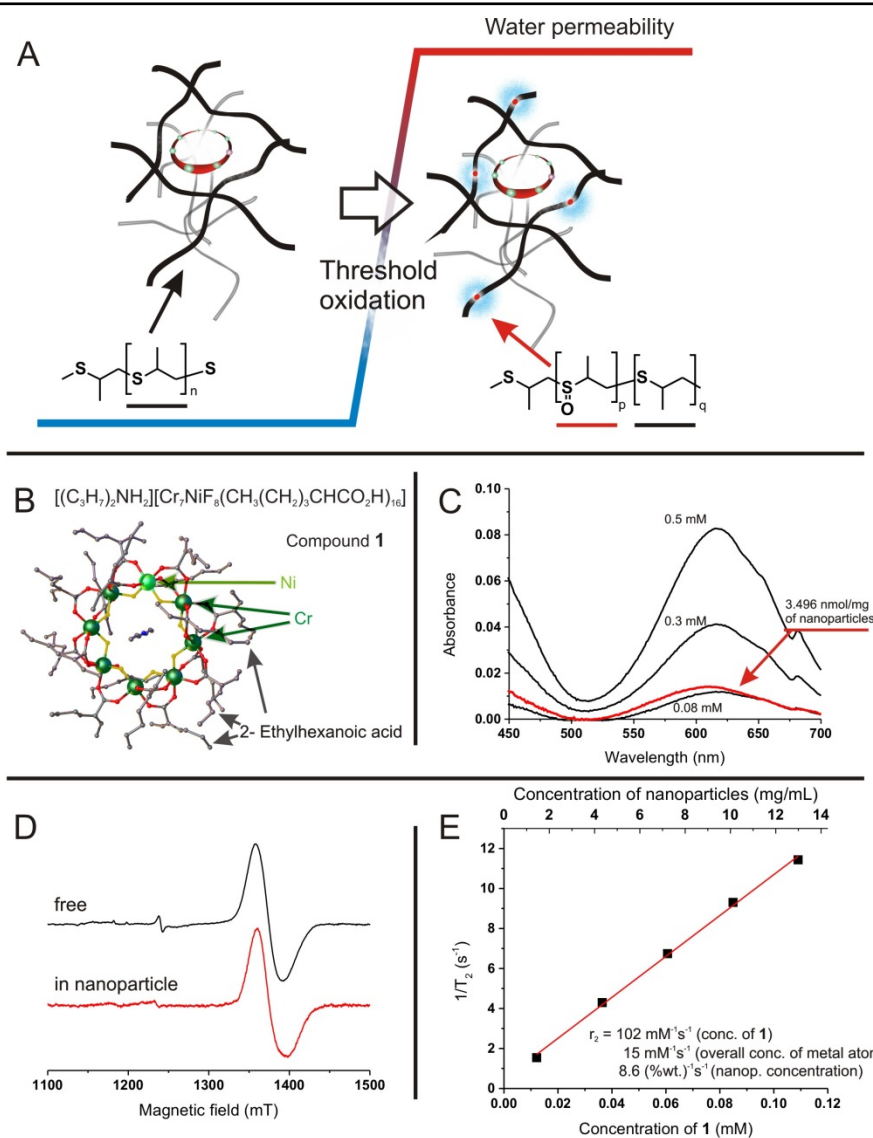 A
Water permeability
Threshold
oxidation
S
S
n
S
S
S
O
p
S
q
B
[(C₃H₇)₂NH₂][Cr₇NiF₈(CH₃(CH₂)₃CHCO₂H)₁₆]
Compound 1
Ni
Cr
2- Ethylhexanoic acid
C
0.10
0.08
0.06
0.04
0.02
0.00
Absorbance
0.5 mM
0.3 mM
0.08 mM
3.496 nmol/mg
of nanoparticles
450
500
550
600
650
700
Wavelength (nm)
D
free
in nanoparticle
1100
1200
1300
1400
1500
Magnetic field (mT)
E
Concentration of nanoparticles (mg/mL)
0 2 4 6 8 10 12 14
12
10
8
6
4
2
0
1/T₂ (s⁻¹)
r₂ = 102 mM⁻¹s⁻¹ (conc. of 1)
15 mM⁻¹s⁻¹ (overall conc. of metal ator
8.6 (%wt.)⁻¹s⁻¹ (nanop. concentration)
0.00 0.02 0.04 0.06 0.08 0.10 0.12
Concentration of 1 (mM)